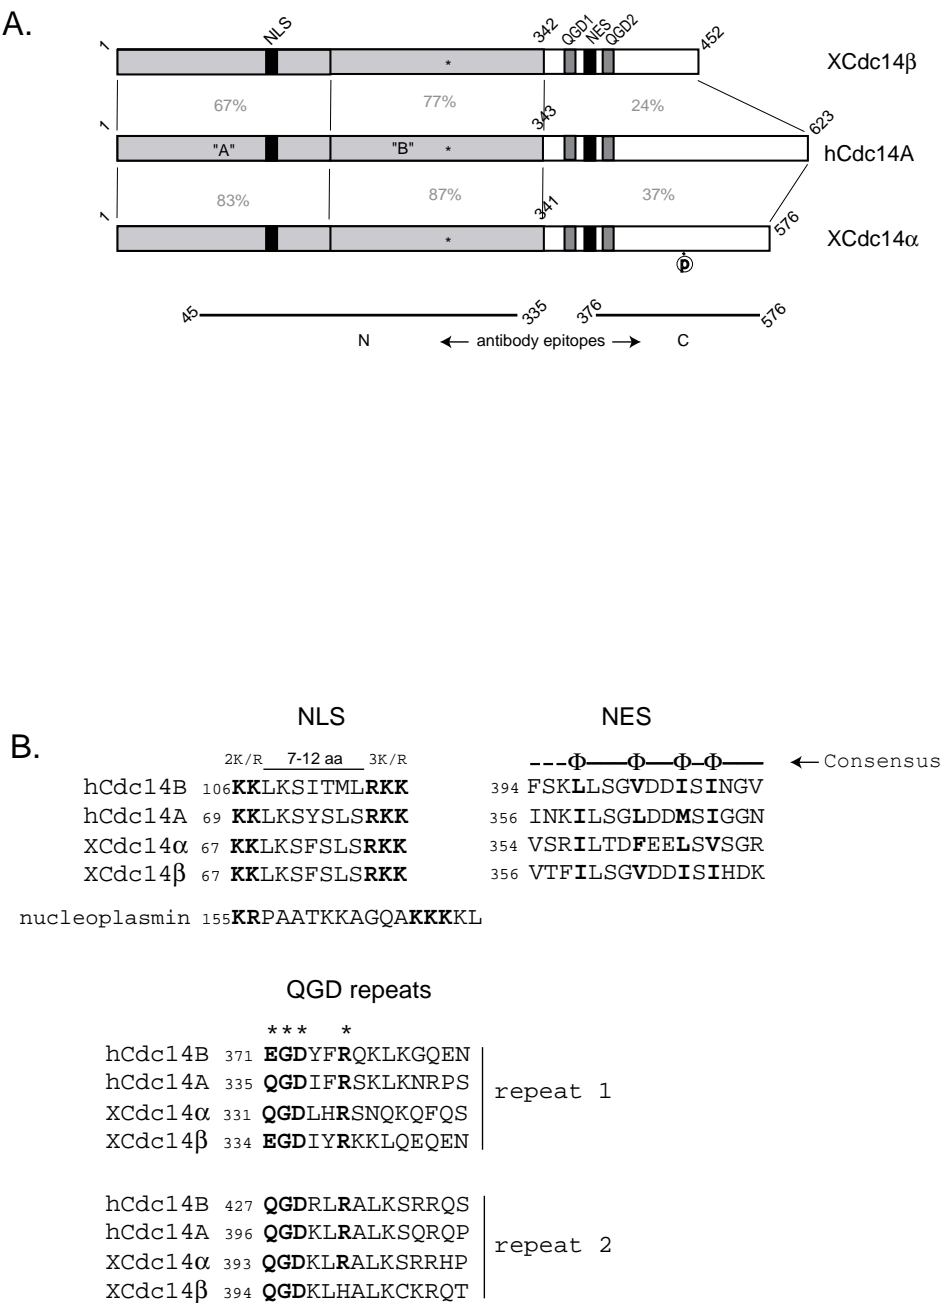 A.
1
NLS
342
QGD1
NES
QGD2
452
XCdc14β
*
67%
77%
24%
1
343
623
"A"
"B"
*
hCdc14A
83%
87%
37%
1
341
576
*
XCdc14α
p
45
335
376
576
N
← antibody epitopes →
C
B.
NLS
2K/R 7-12 aa 3K/R
hCdc14B 106 KKLKSITMLRKK
hCdc14A 69 KKLKSYSLSRKK
XCdc14α 67 KKLKSFSLSRKK
XCdc14β 67 KKLKSFSLSRKK
nucleoplasmin 155 KRPAATKKAGQAKKKKL
NES
---Φ—Φ—Φ–Φ— ← Consensus
394 FSKLLSGVDDISINGV
356 INKILSGLDDMSIGGN
354 VSRILTDFEELSVSGR
356 VTFILSGVDDISIHDK
QGD repeats
*** *
hCdc14B 371 EGDYFRQKLKGQEN
hCdc14A 335 QGDIFRSKLKNRPS
XCdc14α 331 QGDLHRSNQKQFQS
XCdc14β 334 EGDIYRKKLQEQEN
repeat 1
hCdc14B 427 QGDRLRALKSRRQS
hCdc14A 396 QGDKLRALKSQRQP
XCdc14α 393 QGDKLRALKSRRHP
XCdc14β 394 QGDKLHALKCKRQT
repeat 2